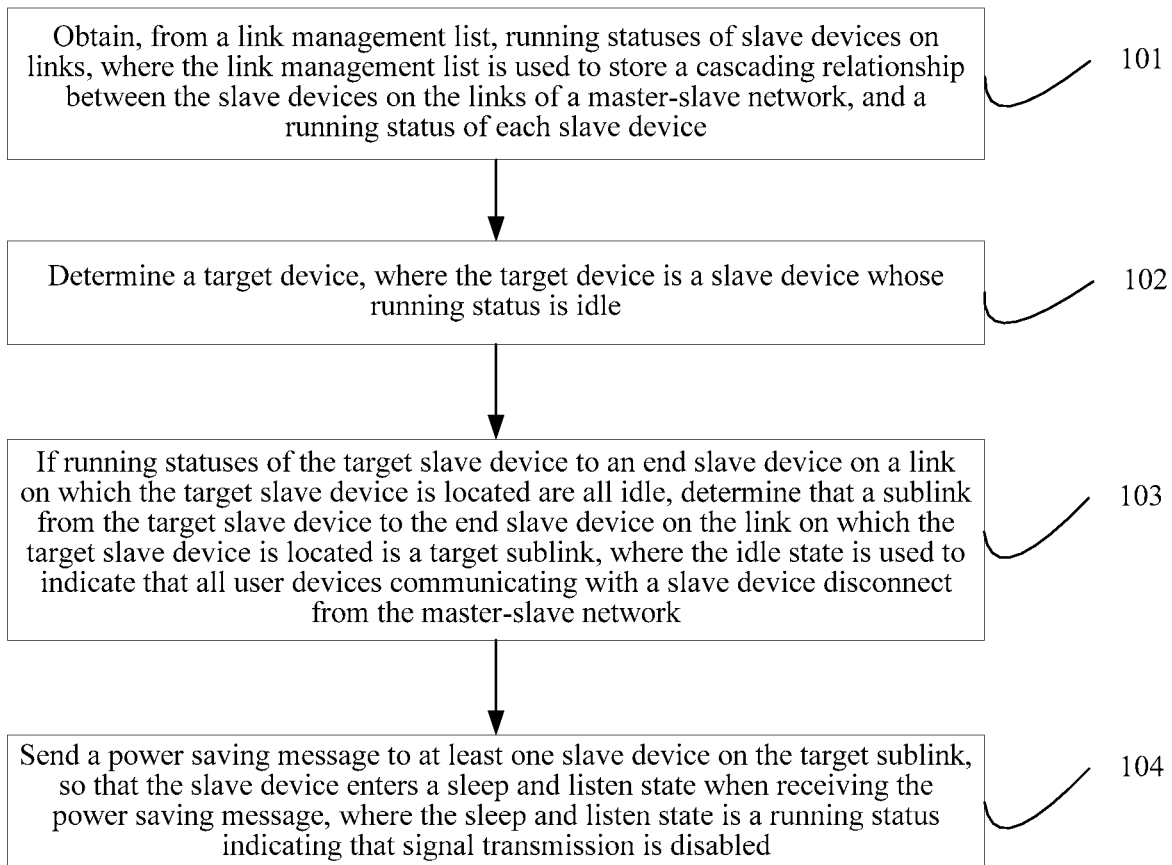 Obtain, from a link management list, running statuses of slave devices on
links, where the link management list is used to store a cascading relationship
between the slave devices on the links of a master-slave network, and a
running status of each slave device
101
Determine a target device, where the target device is a slave device whose
running status is idle
102
If running statuses of the target slave device to an end slave device on a link
on which the target slave device is located are all idle, determine that a sublink
from the target slave device to the end slave device on the link on which the
target slave device is located is a target sublink, where the idle state is used to
indicate that all user devices communicating with a slave device disconnect
from the master-slave network
103
Send a power saving message to at least one slave device on the target sublink,
so that the slave device enters a sleep and listen state when receiving the
power saving message, where the sleep and listen state is a running status
indicating that signal transmission is disabled
104